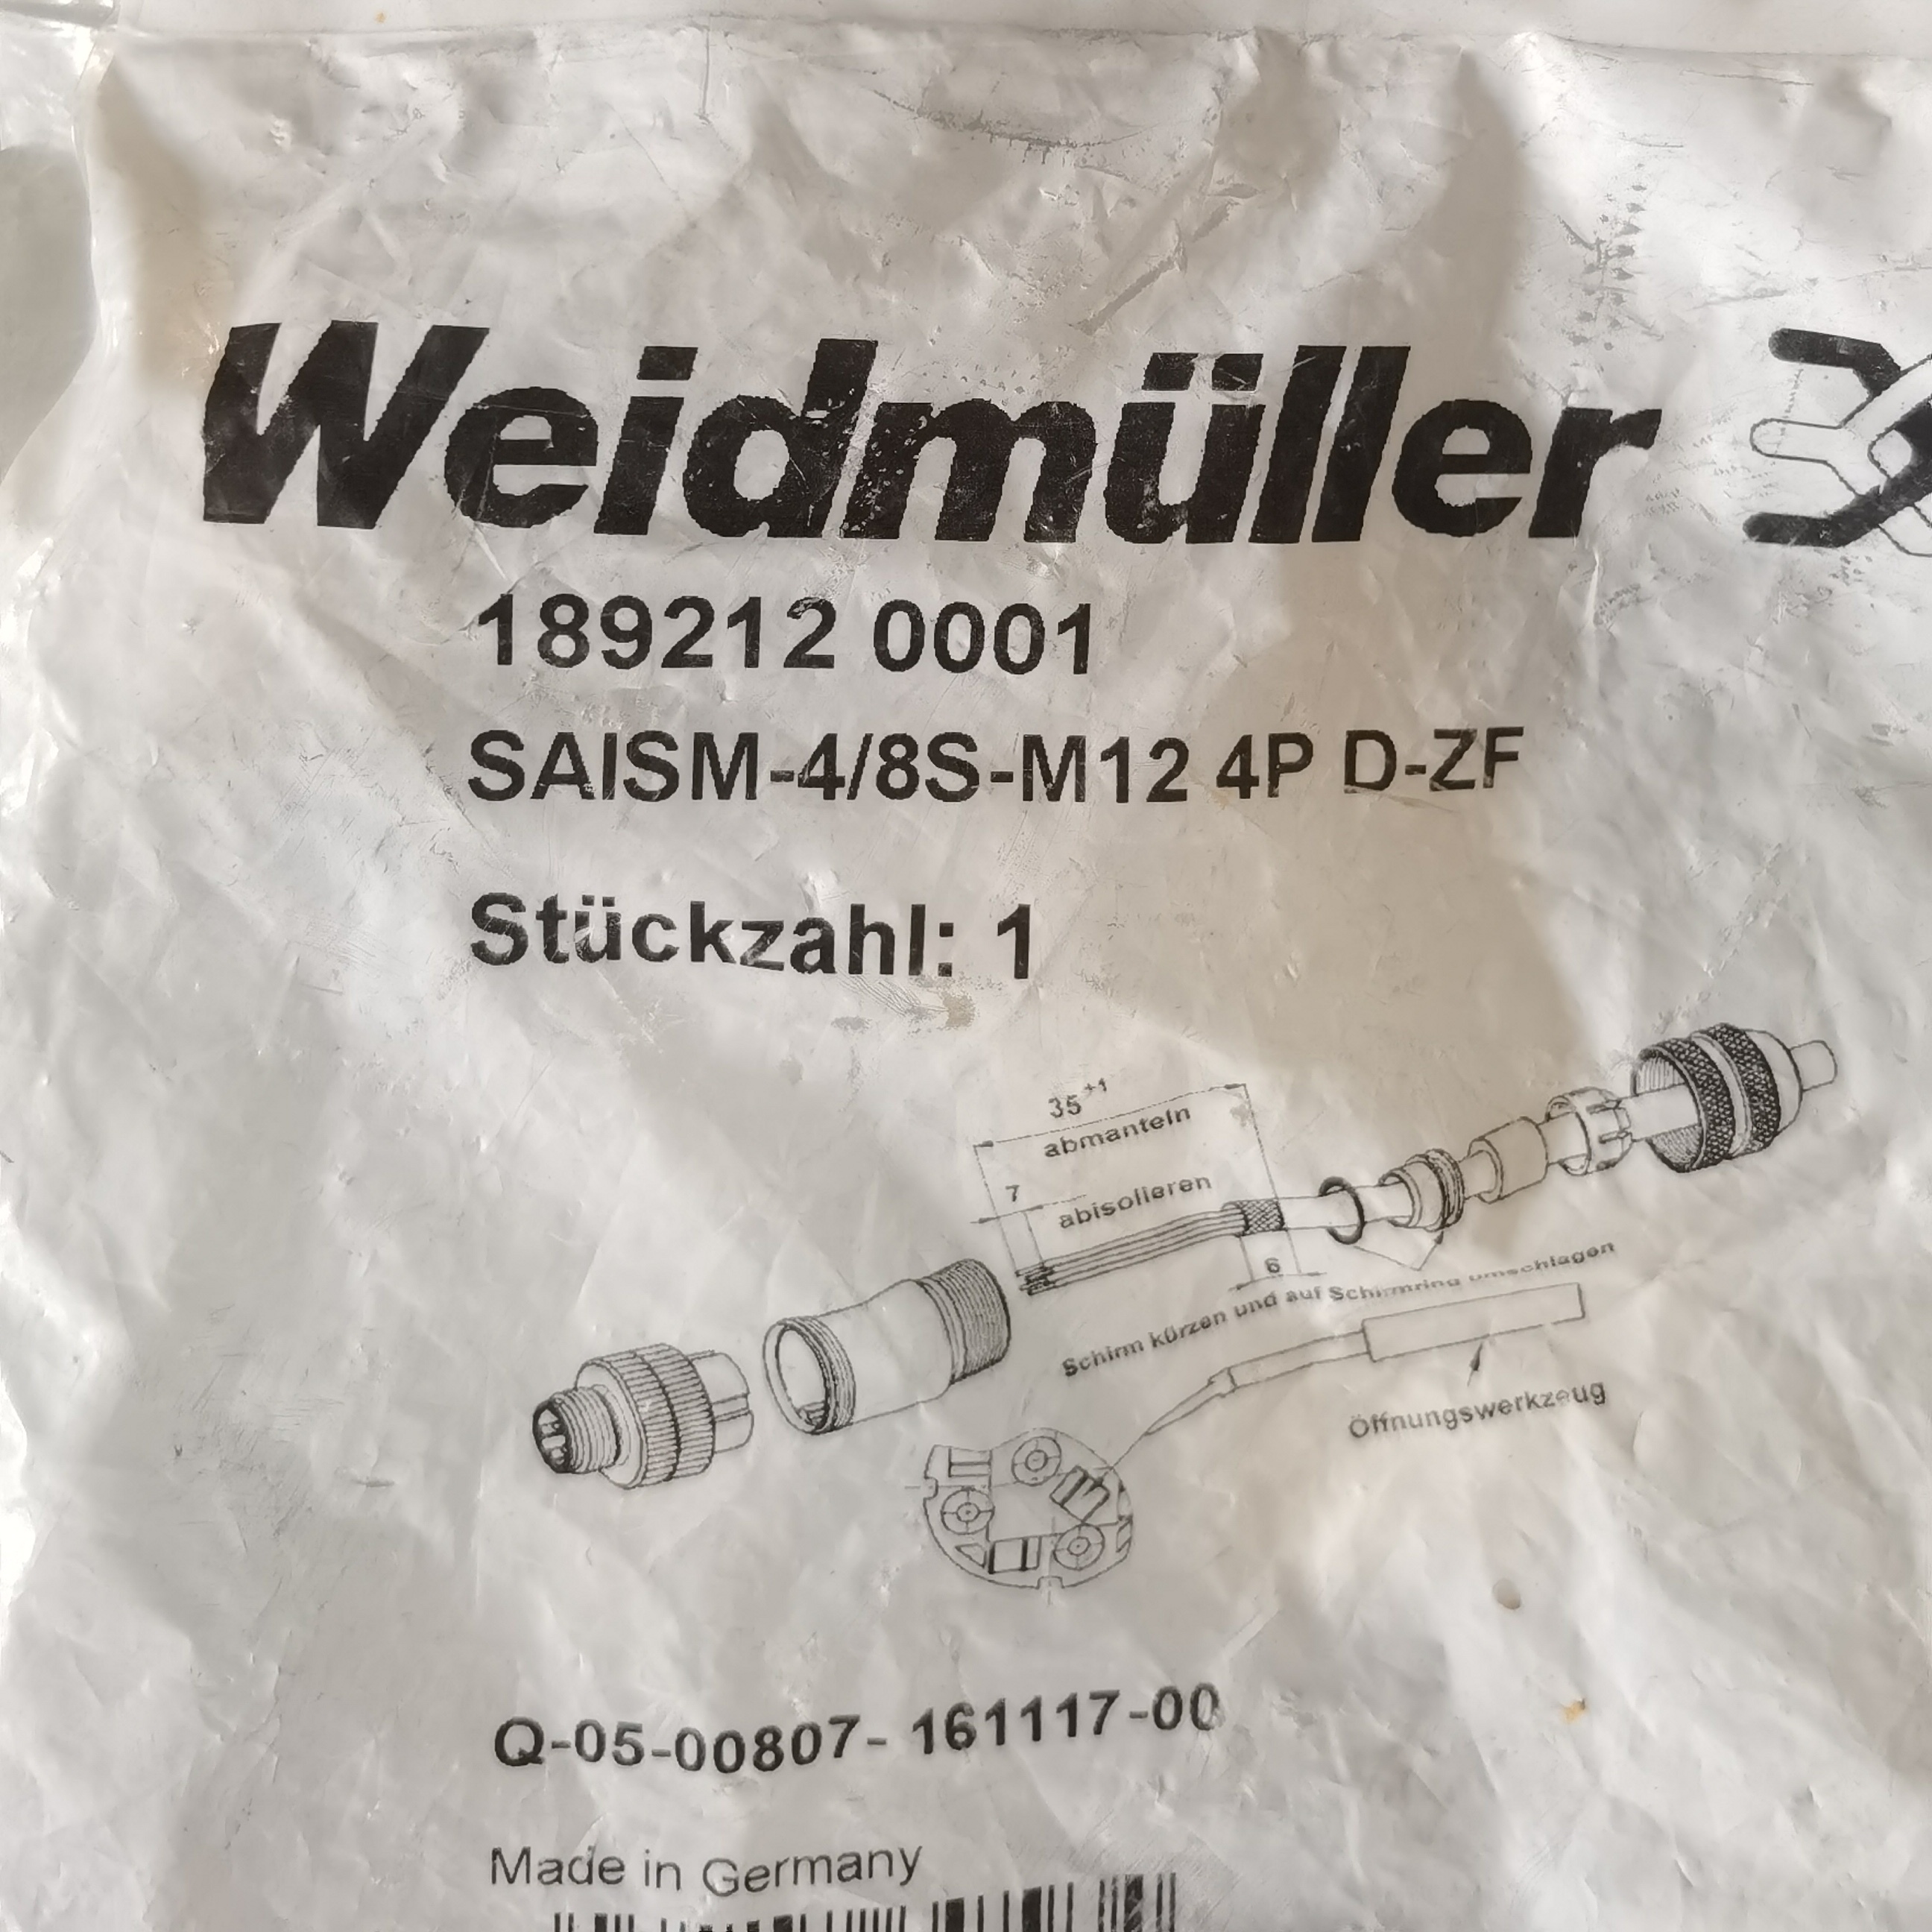 Weidmüller
189212 0001
SAISM-4/8S-M12 4P D-ZF
Stückzahl: 1
35+1
abmanteln
7
abisolieren
6
Schirm kürzen und auf Schirmring umschlagen
Öffnungswerkzeug
Q-05-00807- 161117-00
Made in Germany